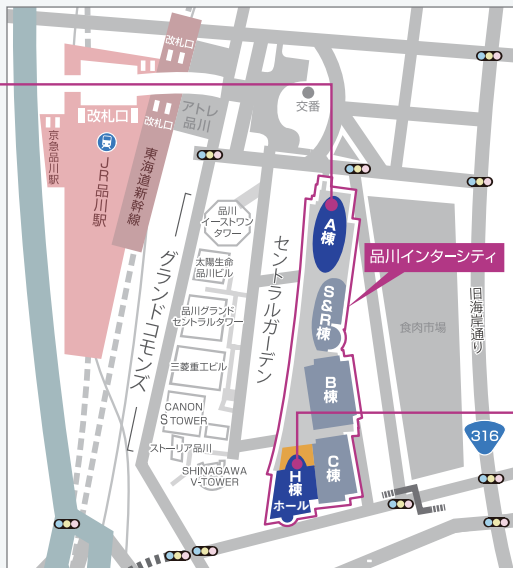 改札口
改札口
改札口
アトレ
品川
交番
京急品川駅
JR品川駅
東海道新幹線
品川
イーストワン
タワー
太陽生命
品川ビル
品川グランド
セントラルタワー
三菱重工ビル
CANON
S TOWER
ストーリア品川
SHINAGAWA
V-TOWER
グランドコモンズ
セントラルガーデン
A棟
S&R棟
B棟
C棟
H棟
ホール
品川インターシティ
食肉市場
旧海岸通り
316